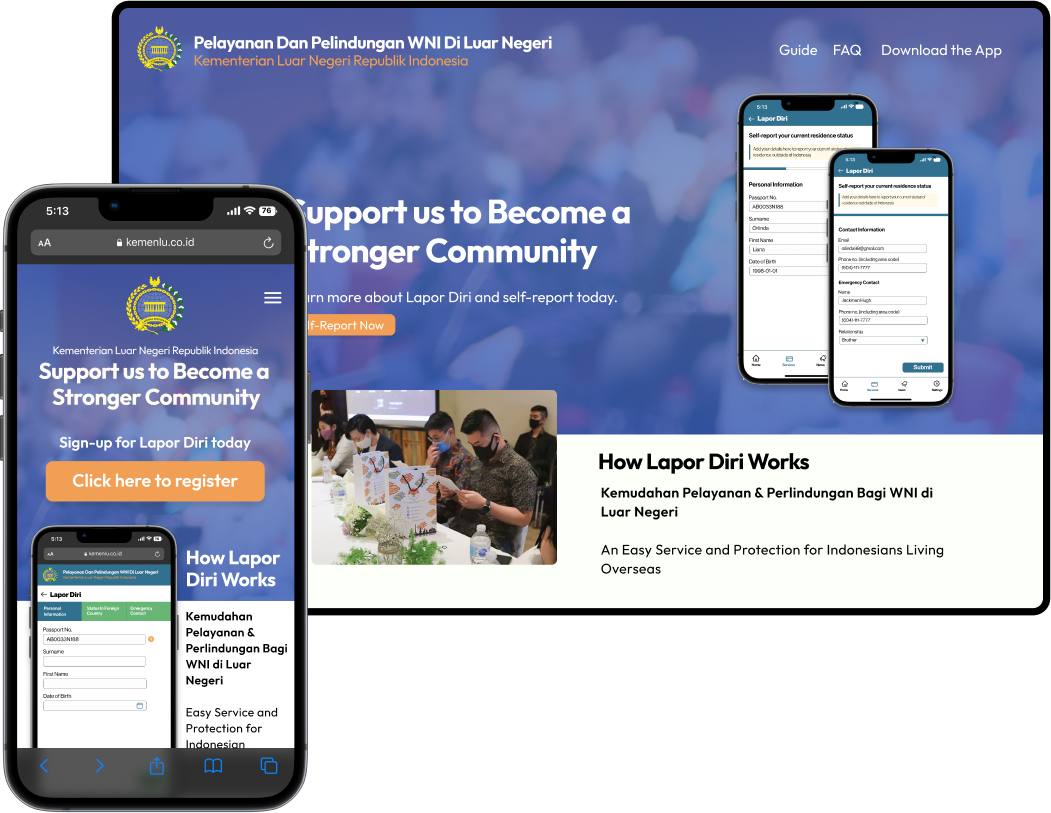 Pelayanan Dan Pelindungan WNI Di Luar Negeri
Kementerian Luar Negeri Republik Indonesia
Guide
FAQ
Download the App
Support us to Become a
tronger Community
rn more about Lapor Diri and self-report today.
lf-Report Now
5:13
Lapor Diri
Self-report your current residence status
Add your details here to report your current status of
residence outside of Indonesia
Personal Information
Passport No.
AB0033N188
Surname
Orlinda
First Name
Liana
Date of Birth
1998-01-01
Home
Services
News
5:13
Lapor Diri
Self-report your current residence status
Add your details here to report your current status of
residence outside of Indonesia
Contact Information
Email
Phone no. (including area code)
(604)-111-7777
Emergency Contact
Name
Jackman Hugh
Phone no. (including area code)
(604)-111-7777
Relationship
Brother
Submit
Home
Services
News
Settings
How Lapor Diri Works
Kemudahan Pelayanan & Perlindungan Bagi WNI di
Luar Negeri
An Easy Service and Protection for Indonesians Living
Overseas
5:13
76
AA
kemenlu.co.id
Kementerian Luar Negeri Republik Indonesia
Support us to Become a
Stronger Community
Sign-up for Lapor Diri today
Click here to register
5:13
76
AA
kemenlu.co.id
Pelayanan Dan Pelindungan WNI Di Luar Negeri
Kementerian Luar Negeri Republik Indonesia
Lapor Diri
Personal
Information
Status In Foreign
Country
Emergency
Contact
Passport No.
AB0033N188
Surname
First Name
Date of Birth
How Lapor
Diri Works
Kemudahan
Pelayanan &
Perlindungan Bagi
WNI di Luar
Negeri
Easy Service and
Protection for
Indonesian